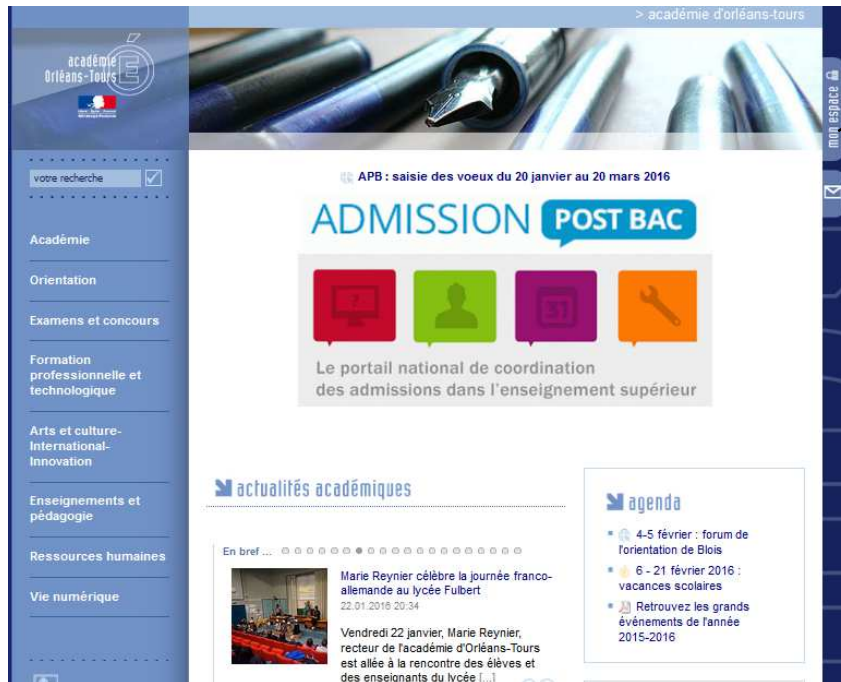 > académie d'orléans-tours
académie
Orléans-Tours
mon espace
votre recherche
APB : saisie des voeux du 20 janvier au 20 mars 2016
ADMISSION POST BAC
?
31
Le portail national de coordination
des admissions dans l'enseignement supérieur
Académie
Orientation
Examens et concours
Formation
professionnelle et
technologique
Arts et culture-
International-
Innovation
Enseignements et
pédagogie
Ressources humaines
Vie numérique
actualités académiques
En bref ...
Marie Reynier célèbre la journée franco-
allemande au lycée Fulbert
22.01.2016 20:34
Vendredi 22 janvier, Marie Reynier,
recteur de l'académie d'Orléans-Tours
est allée à la rencontre des élèves et
des enseignants du lycée [...]
agenda
4-5 février : forum de
l'orientation de Blois
6 - 21 février 2016 :
vacances scolaires
Retrouvez les grands
événements de l'année
2015-2016